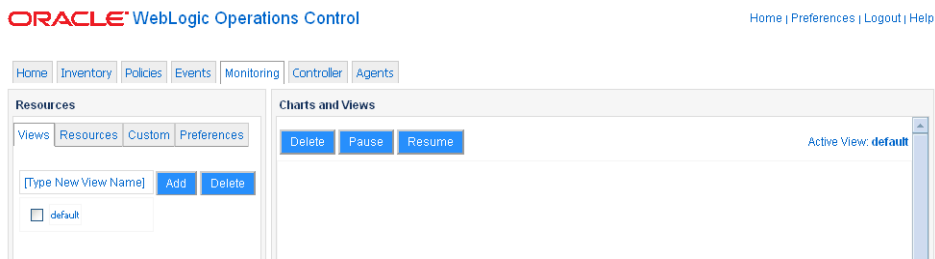 ORACLE WebLogic Operations Control
Home | Preferences | Logout | Help
Home Inventory Policies Events Monitoring Controller Agents
Resources
Views Resources Custom Preferences
[Type New View Name] Add Delete
default
Charts and Views
Delete Pause Resume
Active View: default